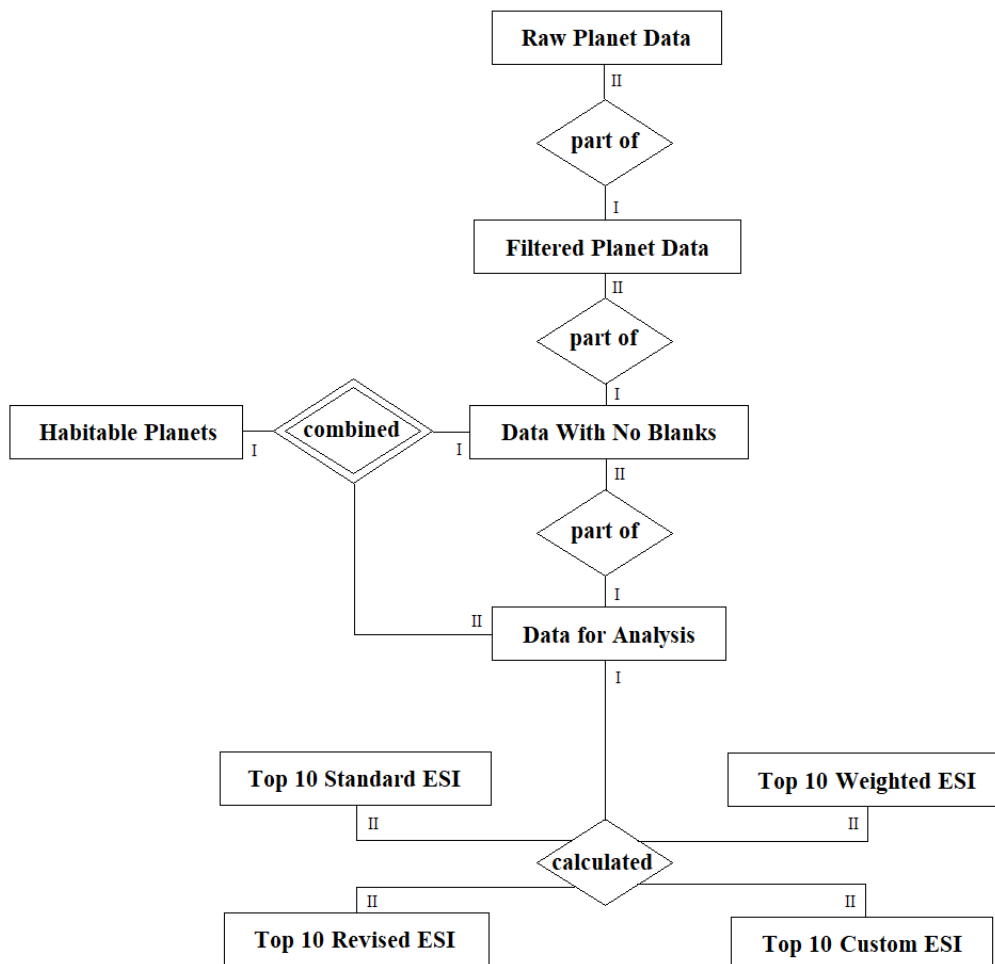 Raw Planet Data
II
part of
I
Filtered Planet Data
II
part of
I
Habitable Planets
I
combined
I
Data With No Blanks
II
part of
I
II
Data for Analysis
I
Top 10 Standard ESI
II
Top 10 Weighted ESI
II
calculated
II
Top 10 Revised ESI
II
Top 10 Custom ESI